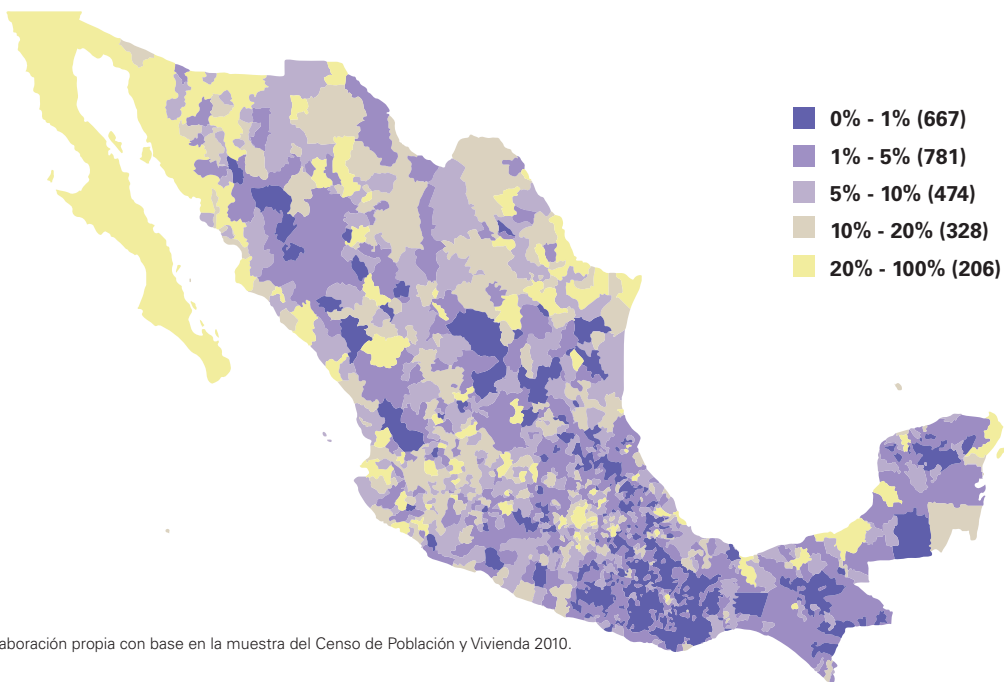 0% - 1% (667)
1% - 5% (781)
5% - 10% (474)
10% - 20% (328)
20% - 100% (206)
aboración propia con base en la muestra del Censo de Población y Vivienda 2010.